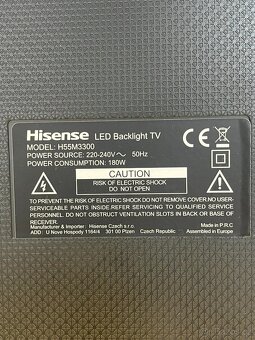 Hisense LED Backlight TV
MODEL: H55M3300
POWER SOURCE: 220-240V～ 50Hz
POWER CONSUMPTION: 180W
CE
CAUTION
RISK OF ELECTRIC SHOCK
DO NOT OPEN
TO PREVENT THE RISK OF ELECTRIC SHOCK,DO NOT REMOVE COVER.NO USER-
SERVICEABLE PARTS INSIDE.REFER SERVICING TO QUALIFIED SERVICE
PERSONNEL.DO NOT OBSTRUCT VENTILATION SLOTS IN BACK OR BASE OF
RECEIVER.
Manufacturer & Importer : Hisense Czech s.r.o. Made in P.R.C
ADD : U Nove Hospody 1164/4 301 00 Plzen Czech Republic Assembled in Europe